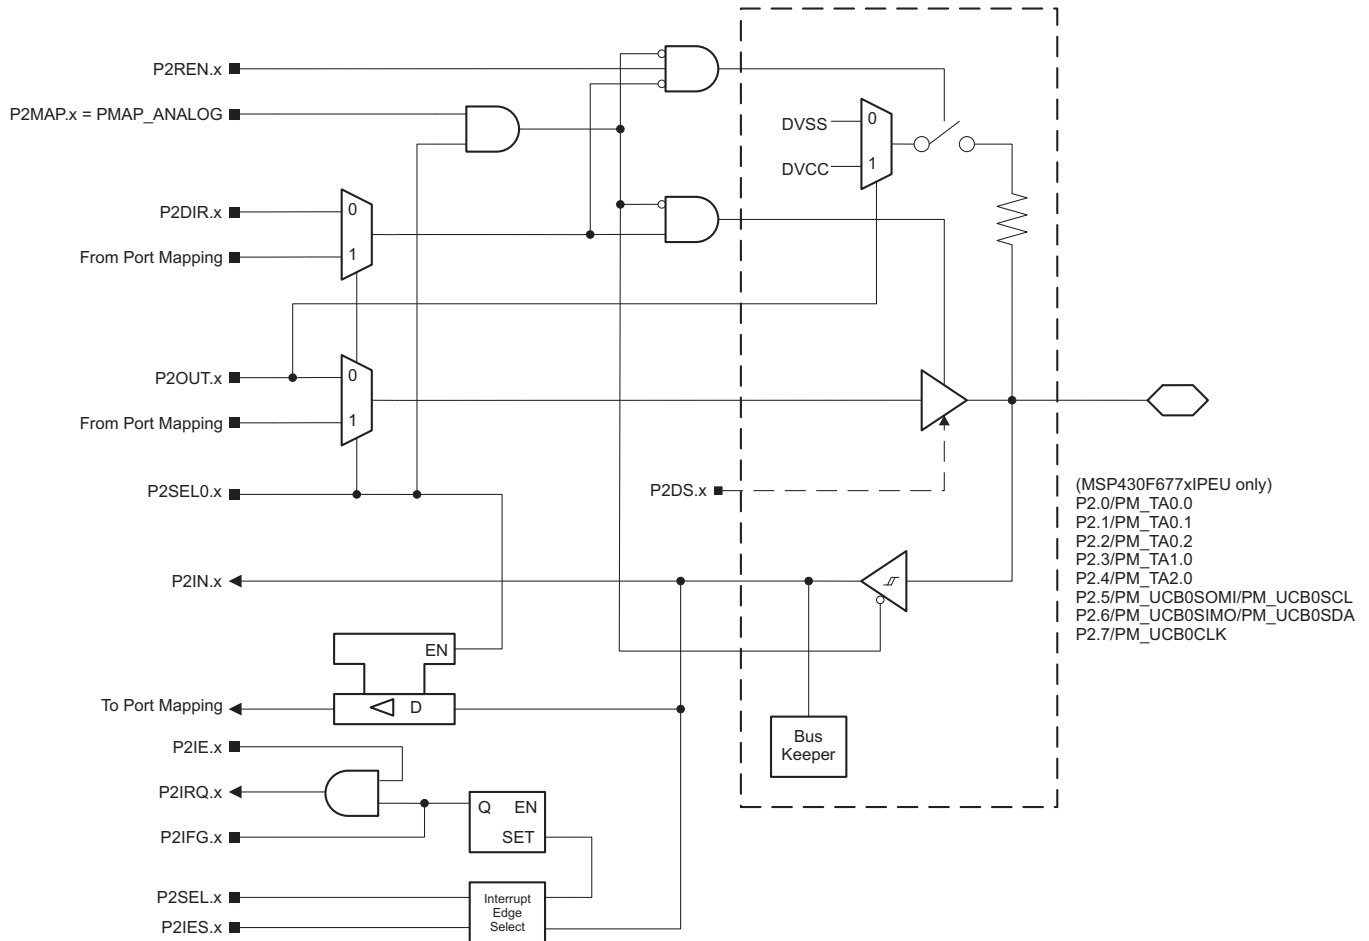 P2REN.x
P2MAP.x = PMAP_ANALOG
DVSS
0
DVCC
1
P2DIR.x
0
From Port Mapping
1
P2OUT.x
0
From Port Mapping
1
P2SEL0.x
P2DS.x
(MSP430F677xIPEU only)
P2.0/PM_TA0.0
P2.1/PM_TA0.1
P2.2/PM_TA0.2
P2.3/PM_TA1.0
P2.4/PM_TA2.0
P2.5/PM_UCB0SOMI/PM_UCB0SCL
P2.6/PM_UCB0SIMO/PM_UCB0SDA
P2.7/PM_UCB0CLK
P2IN.x
EN
To Port Mapping
D
Bus
Keeper
P2IE.x
P2IRQ.x
P2IFG.x
Q EN
SET
P2SEL.x
P2IES.x
Interrupt
Edge
Select